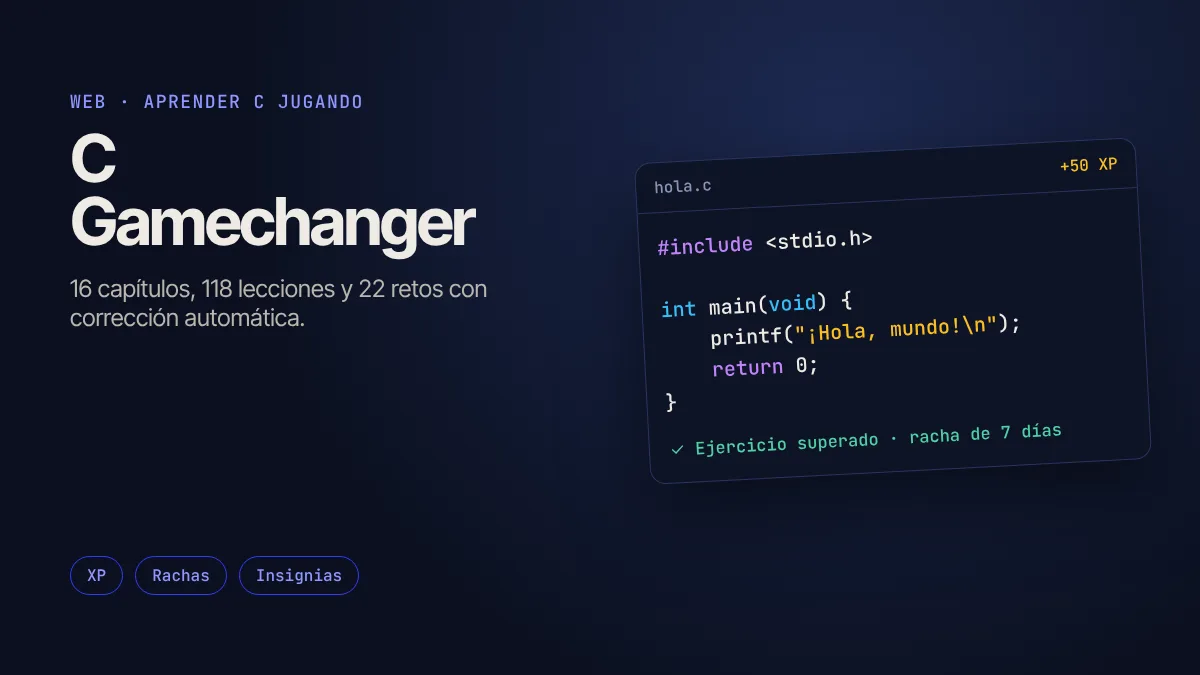 WEB · APRENDER C JUGANDO
C
Gamechanger
16 capítulos, 118 lecciones y 22 retos con
corrección automática.
hola.c
+50 XP
#include <stdio.h>
int main(void) {
    printf("¡Hola, mundo!\n");
    return 0;
}
✓ Ejercicio superado · racha de 7 días
XP
Rachas
Insignias